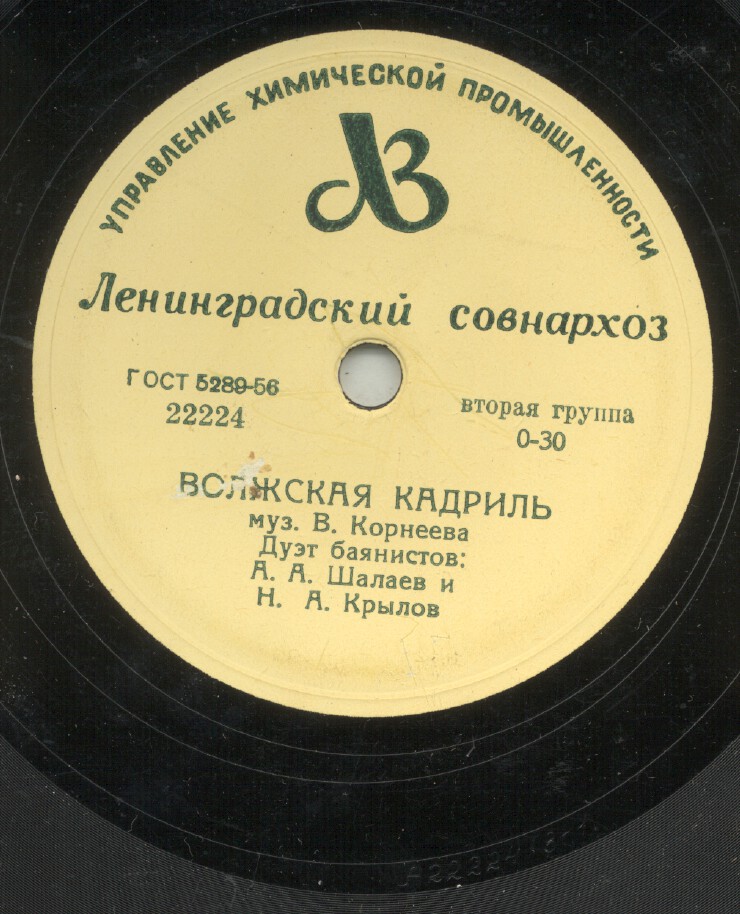 УПРАВЛЕНИЕ ХИМИЧЕСКОЙ ПРОМЫШЛЕННОСТИ
ЛЗ
Ленинградский совнархоз
ГОСТ 5289-56
22224
вторая группа
0-30
ВОЛЖСКАЯ КАДРИЛЬ
муз. В. Корнеева
Дуэт баянистов:
А. А. Шалаев и
Н. А. Крылов